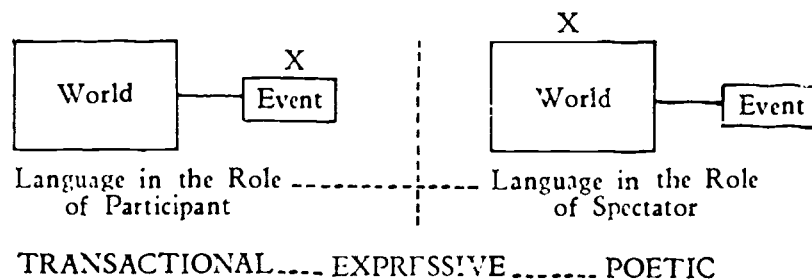 X
X
World Event World Event
Language in the Role ---------- Language in the Role
of Participant of Spectator
TRANSACTIONAL.... EXPRESSIVE ....... POETIC